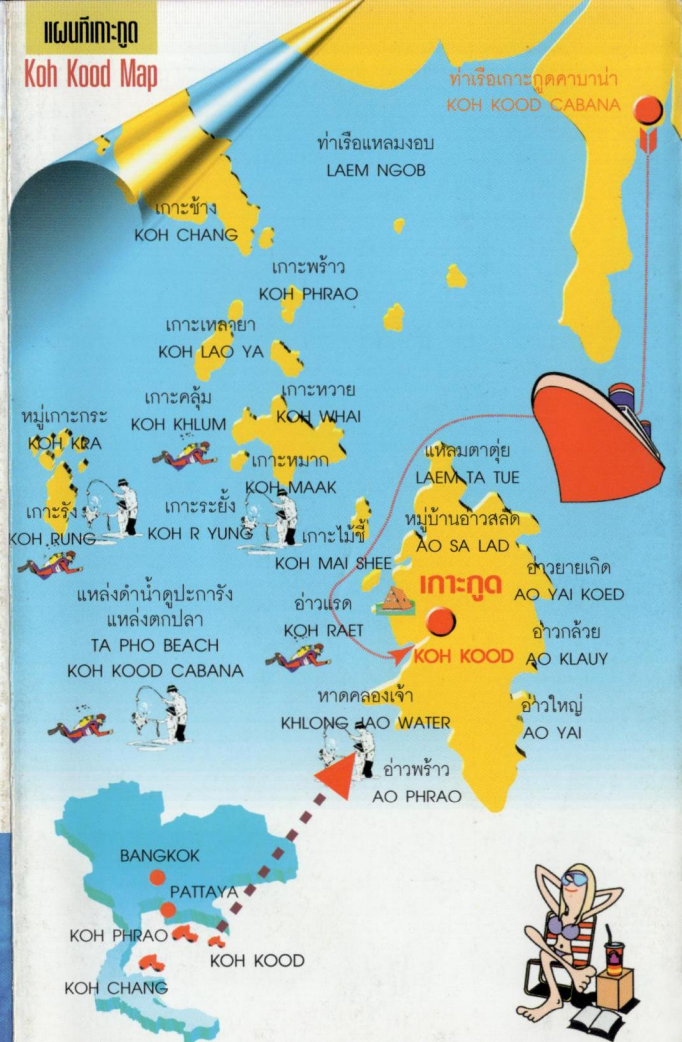 แผนที่เกาะกูด
Koh Kood Map
ท่าเรือเกาะกูดคาบาน่า
KOH KOOD CABANA
ท่าเรือแหลมงอบ
LAEM NGOB
เกาะช้าง
KOH CHANG
เกาะพร้าว
KOH PHRAO
เกาะเหลายา
KOH LAO YA
เกาะคลุ้ม
KOH KHLUM
เกาะหวาย
KOH WHAI
หมู่เกาะกระ
KOH KRA
เกาะหมาก
KOH MAAK
แหลมตาตุ่ย
LAEM TA TUE
เกาะรัง
KOH RUNG
เกาะระยั้ง
KOH R YUNG
เกาะไม้ชี้
KOH MAI SHEE
หมู่บ้านอ่าวสลัด
AO SA LAD
อ่าวยายเกิด
AO YAI KOED
เกาะกูด
KOH KOOD
แหล่งดำน้ำดูปะการัง
แหล่งตกปลา
TA PHO BEACH
KOH KOOD CABANA
อ่าวแรด
KOH RAET
อ่าวกล้วย
AO KLAUY
หาดคลองเจ้า
KHLONG JAO WATER
อ่าวใหญ่
AO YAI
อ่าวพร้าว
AO PHRAO
BANGKOK
PATTAYA
KOH PHRAO
KOH KOOD
KOH CHANG